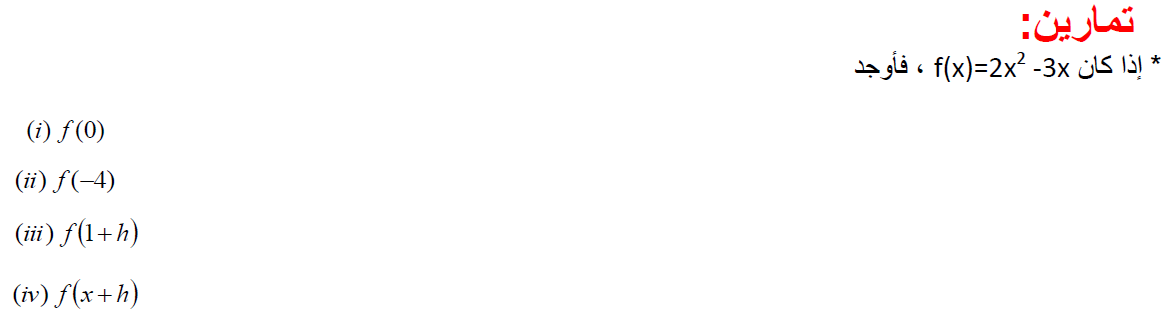 تمارين:
* إذا كان f(x)=2x² -3x ، فأوجد
(i) f(0)
(ii) f(−4)
(iii) f(1+h)
(iv) f(x+h)